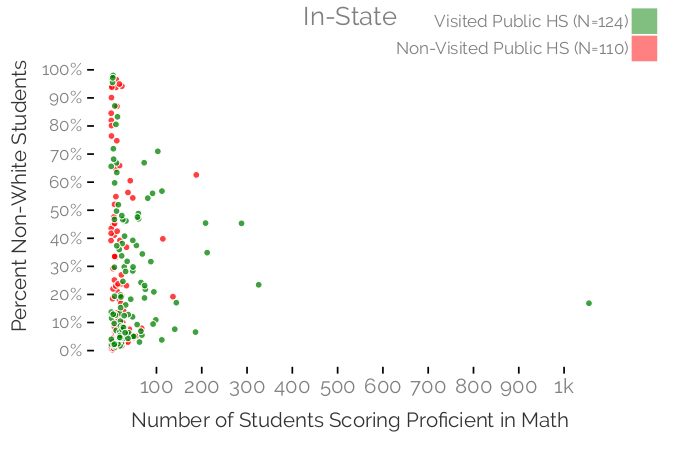 In-State
Visited Public HS (N=124)
Non-Visited Public HS (N=110)
Percent Non-White Students
100%
90%
80%
70%
60%
50%
40%
30%
20%
10%
0%
100 200 300 400 500 600 700 800 900 1k
Number of Students Scoring Proficient in Math